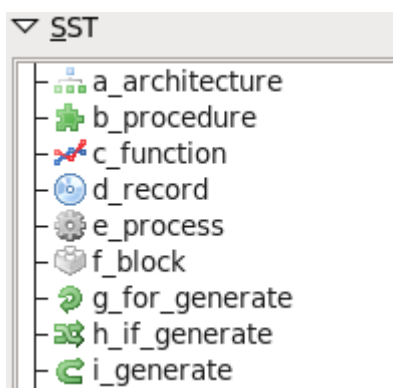 SST
a_architecture
b_procedure
c_function
d_record
e_process
f_block
g_for_generate
h_if_generate
i_generate